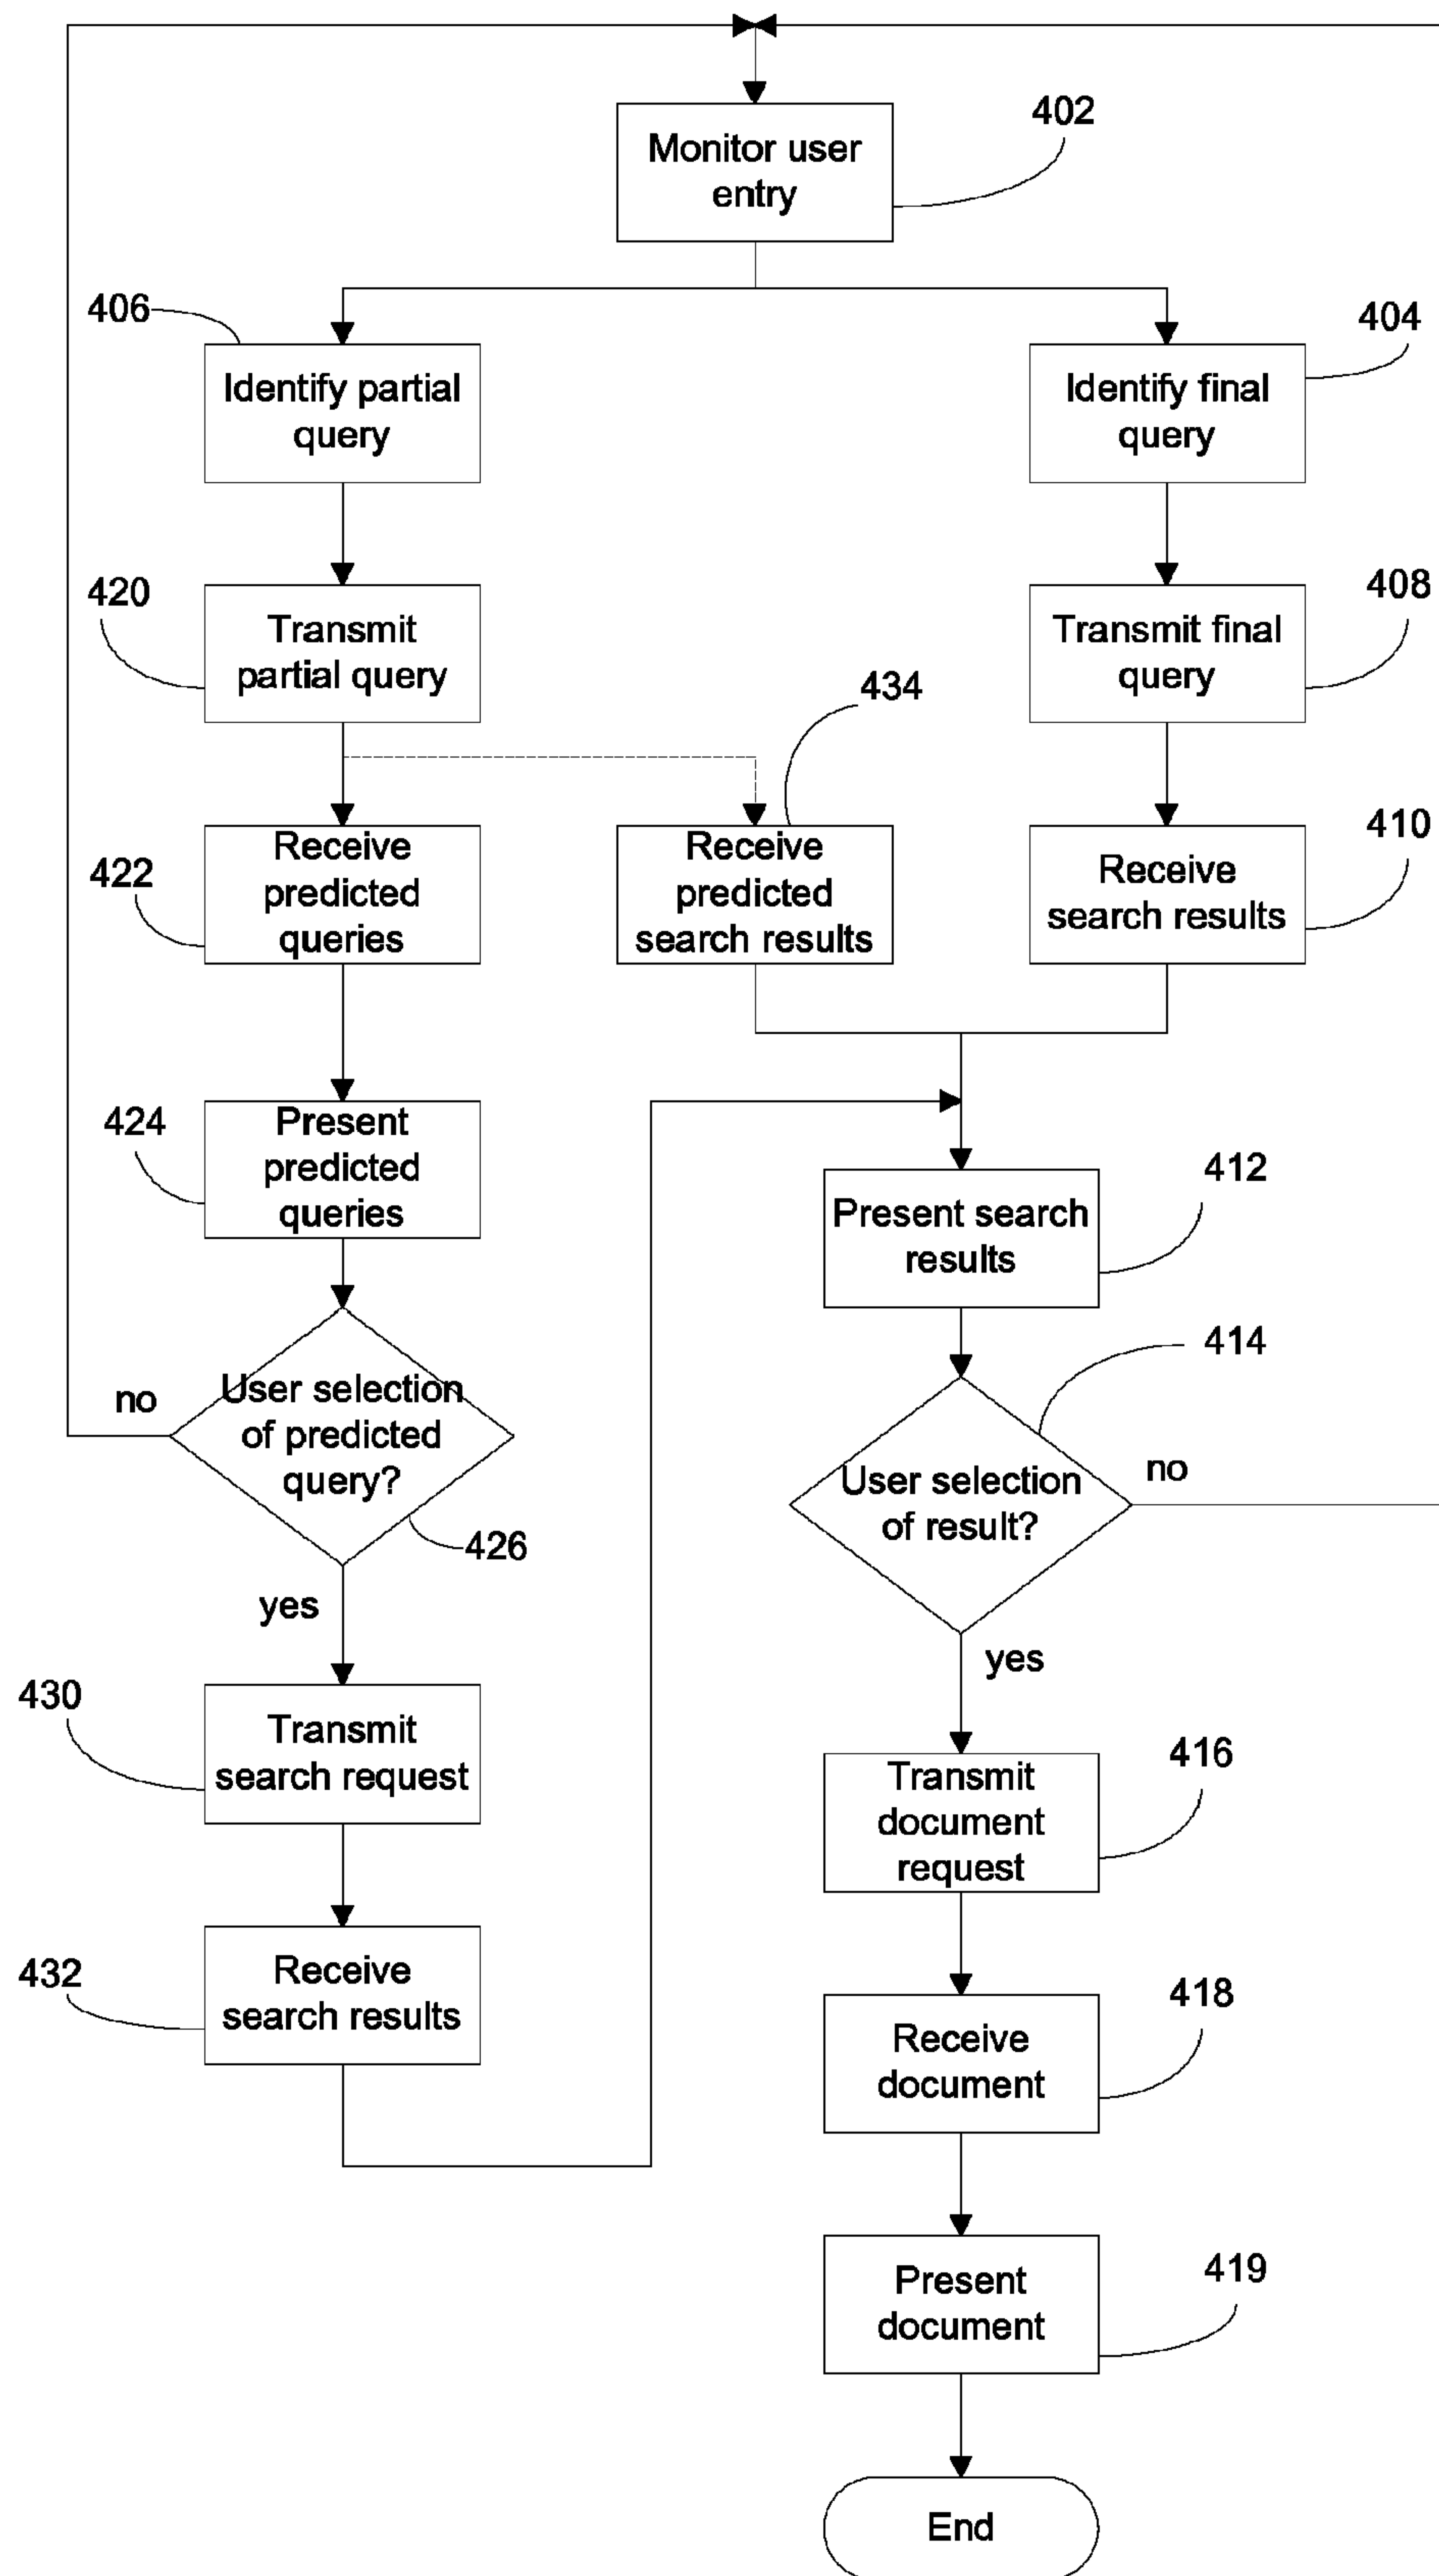 402
Monitor user
entry
406
Identify partial
query
404
Identify final
query
420
Transmit
partial query
408
Transmit final
query
434
422
Receive
predicted
queries
Receive
predicted
search results
410
Receive
search results
424
Present
predicted
queries
412
Present search
results
414
no
User selection
of predicted
query?
426
yes
User selection
of result?
no
yes
430
Transmit
search request
416
Transmit
document
request
432
Receive
search results
418
Receive
document
419
Present
document
End